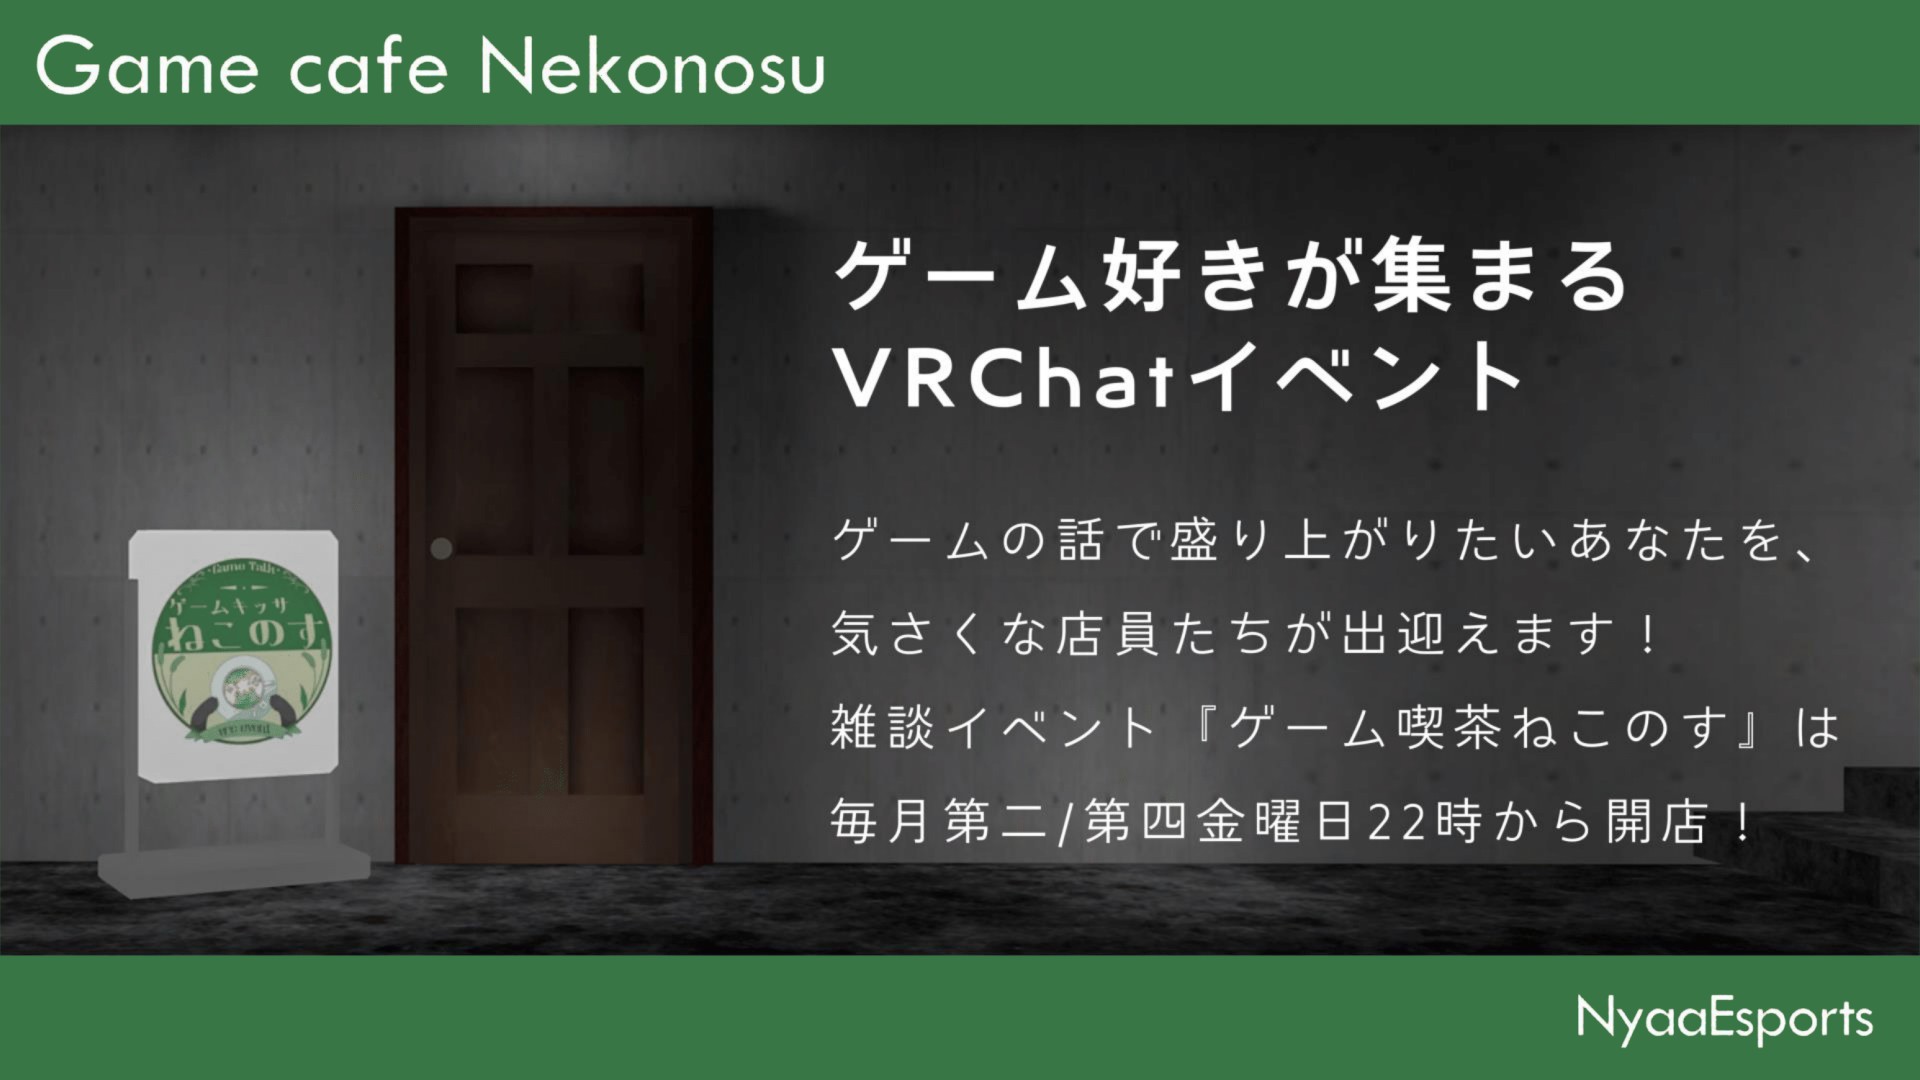 Game cafe Nekonosu
ゲーム好きが集まる
VRChatイベント
ゲームの話で盛り上がりたいあなたを、
気さくな店員たちが出迎えます！
雑談イベント『ゲーム喫茶ねこのす』は
毎月第二/第四金曜日22時から開店！
Game Talk
ゲームキッサ
ねこのす
NyaaEsports